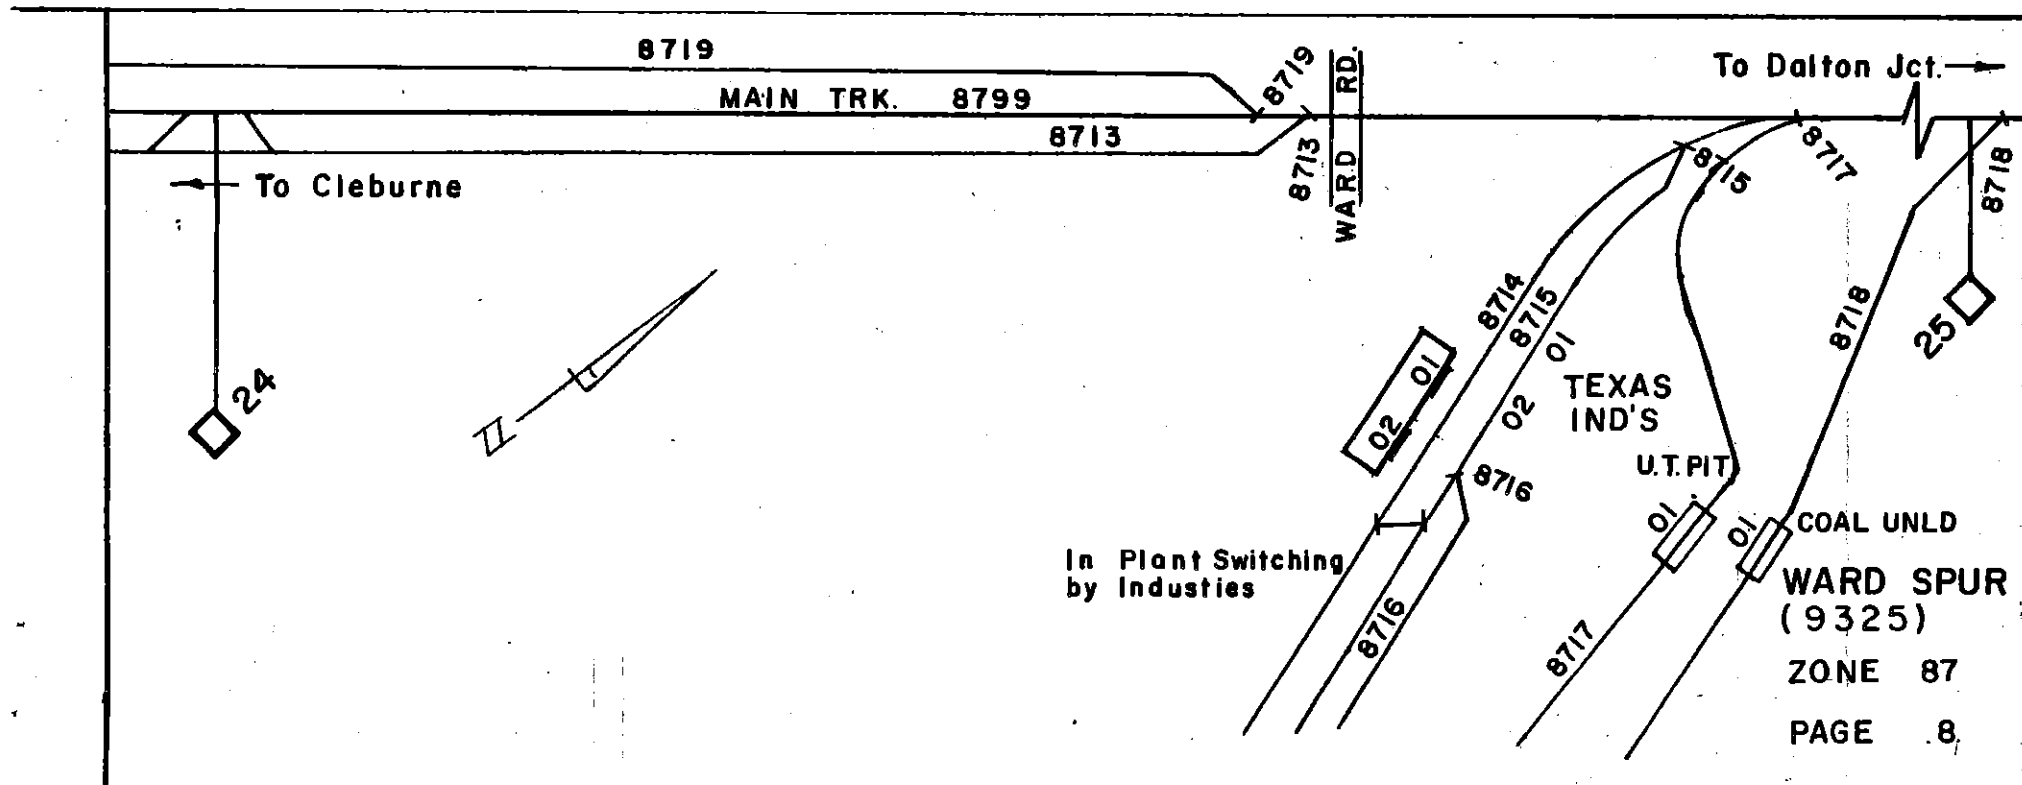 8719
8719
WARD RD.
To Dalton Jct.
MAIN TRK. 8799
8713
8713
8715
8717
8718
To Cleburne
24
8714
8715
01
02
01
02
TEXAS
IND'S
8718
25
U.T. PIT
8716
01
01
COAL UNLD
In Plant Switching
by Industies
WARD SPUR
(9325)
8716
8717
ZONE 87
PAGE 8